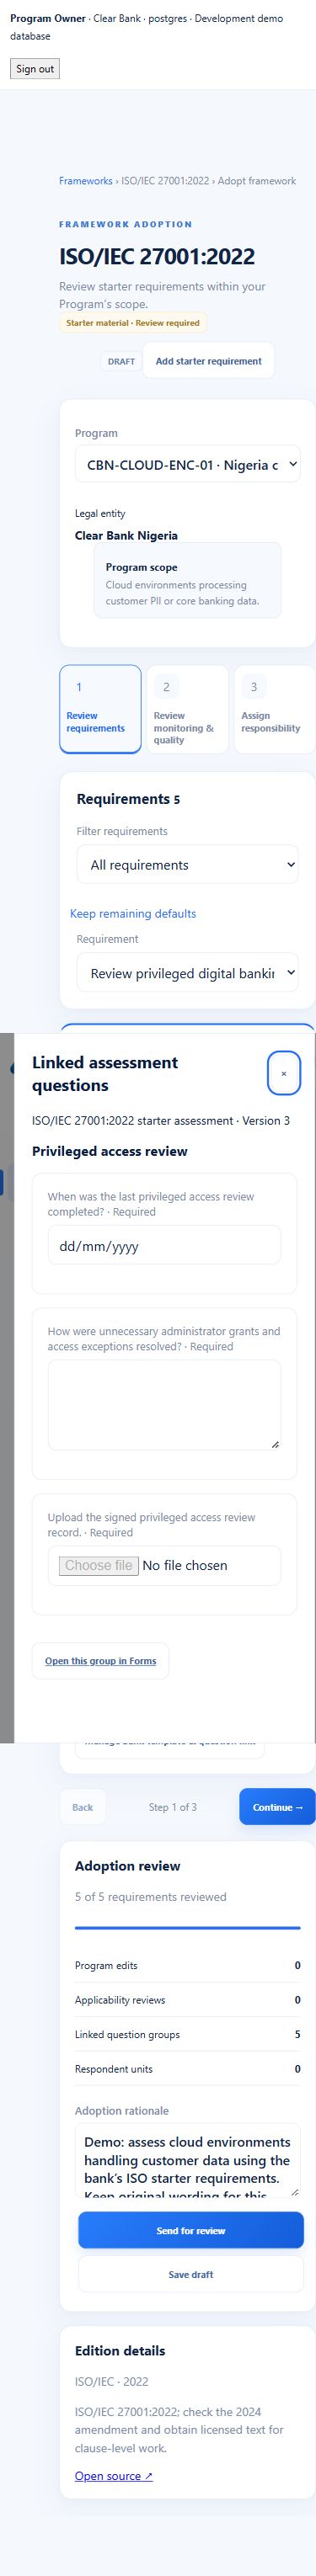 Program Owner · Clear Bank · postgres · Development demo
database
Sign out
Frameworks › ISO/IEC 27001:2022 › Adopt framework
FRAMEWORK ADOPTION
ISO/IEC 27001:2022
Review starter requirements within your
Program's scope.
Starter material · Review required
DRAFT
Add starter requirement
Program
CBN-CLOUD-ENC-01 · Nigeria c
Legal entity
Clear Bank Nigeria
Program scope
Cloud environments processing
customer PII or core banking data.
1
Review
requirements
2
Review
monitoring &
quality
3
Assign
responsibility
Requirements 5
Filter requirements
All requirements
Keep remaining defaults
Requirement
Review privileged digital bankin
Linked assessment
questions
×
ISO/IEC 27001:2022 starter assessment · Version 3
Privileged access review
When was the last privileged access review
completed? · Required
dd/mm/yyyy
How were unnecessary administrator grants and
access exceptions resolved? · Required
Upload the signed privileged access review
record. · Required
Choose file No file chosen
Open this group in Forms
Back
Step 1 of 3
Continue →
Adoption review
5 of 5 requirements reviewed
Program edits 0
Applicability reviews 0
Linked question groups 5
Respondent units 0
Adoption rationale
Demo: assess cloud environments
handling customer data using the
bank's ISO starter requirements.
Keep original wording for this
Send for review
Save draft
Edition details
ISO/IEC · 2022
ISO/IEC 27001:2022; check the 2024
amendment and obtain licensed text for
clause-level work.
Open source ↗